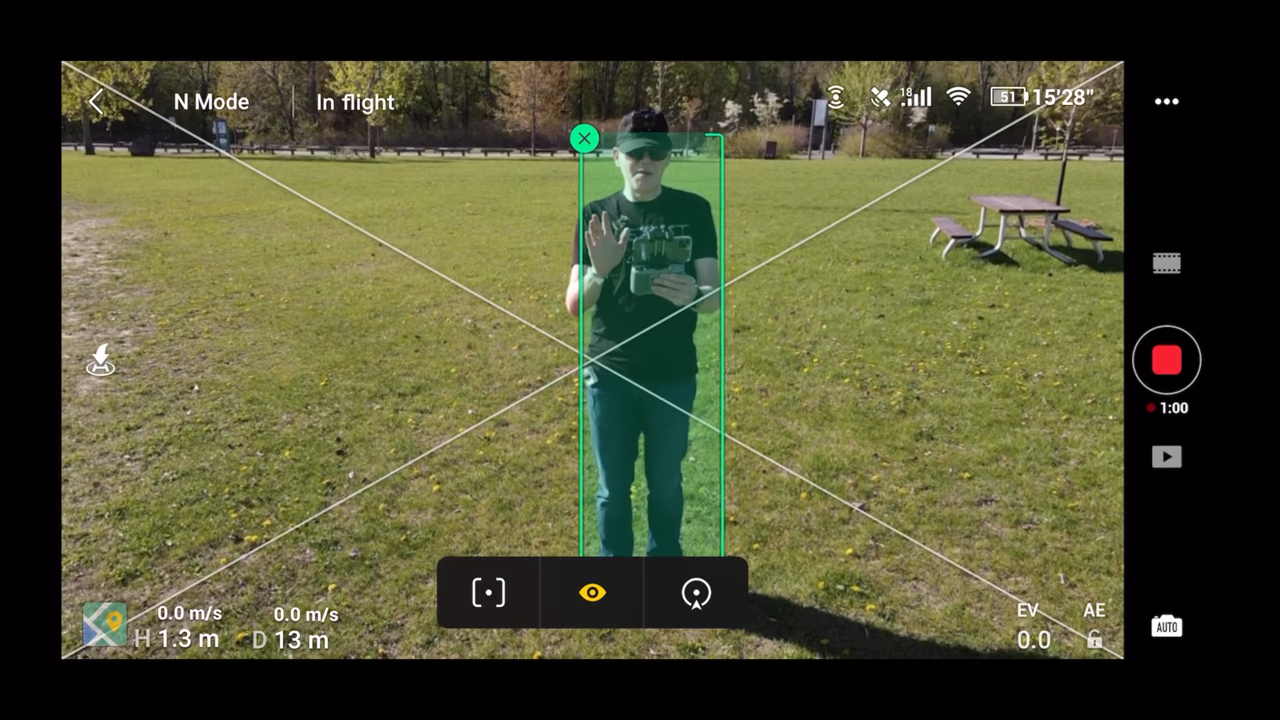 N Mode
In flight
18
51
15'28"
1:00
0.0 m/s
0.0 m/s
H 1.3 m
D 13 m
EV
AE
0.0
AUTO